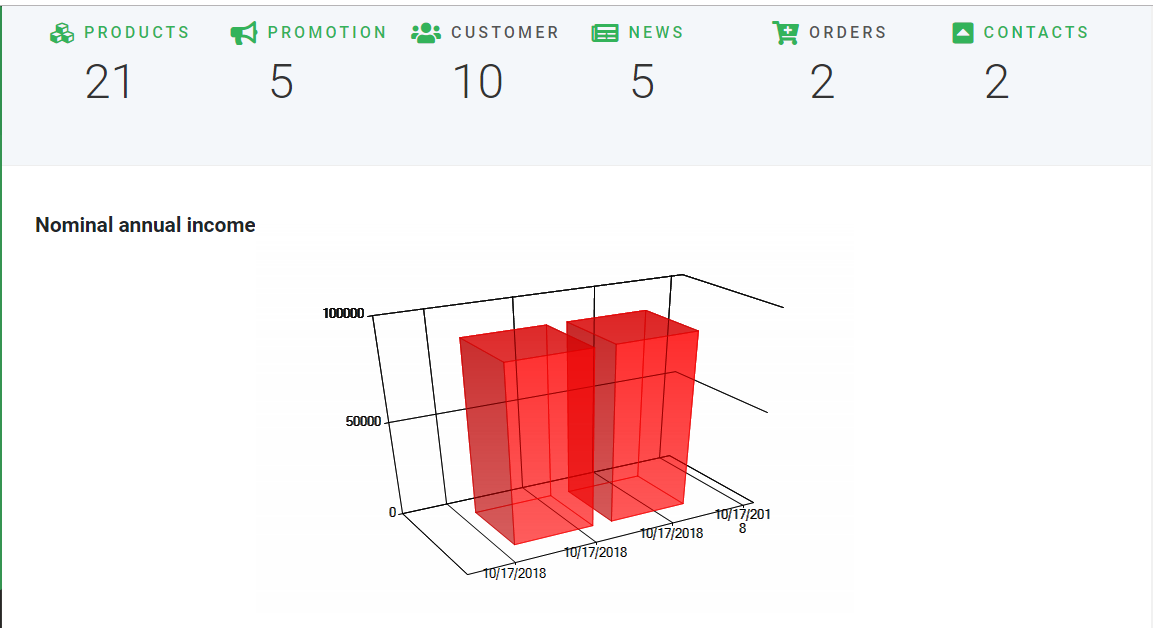 PRODUCTS
21
PROMOTION
5
CUSTOMER
10
NEWS
5
ORDERS
2
CONTACTS
2
Nominal annual income
100000
50000
0
10/17/2018
10/17/2018
10/17/2018
10/17/201
8